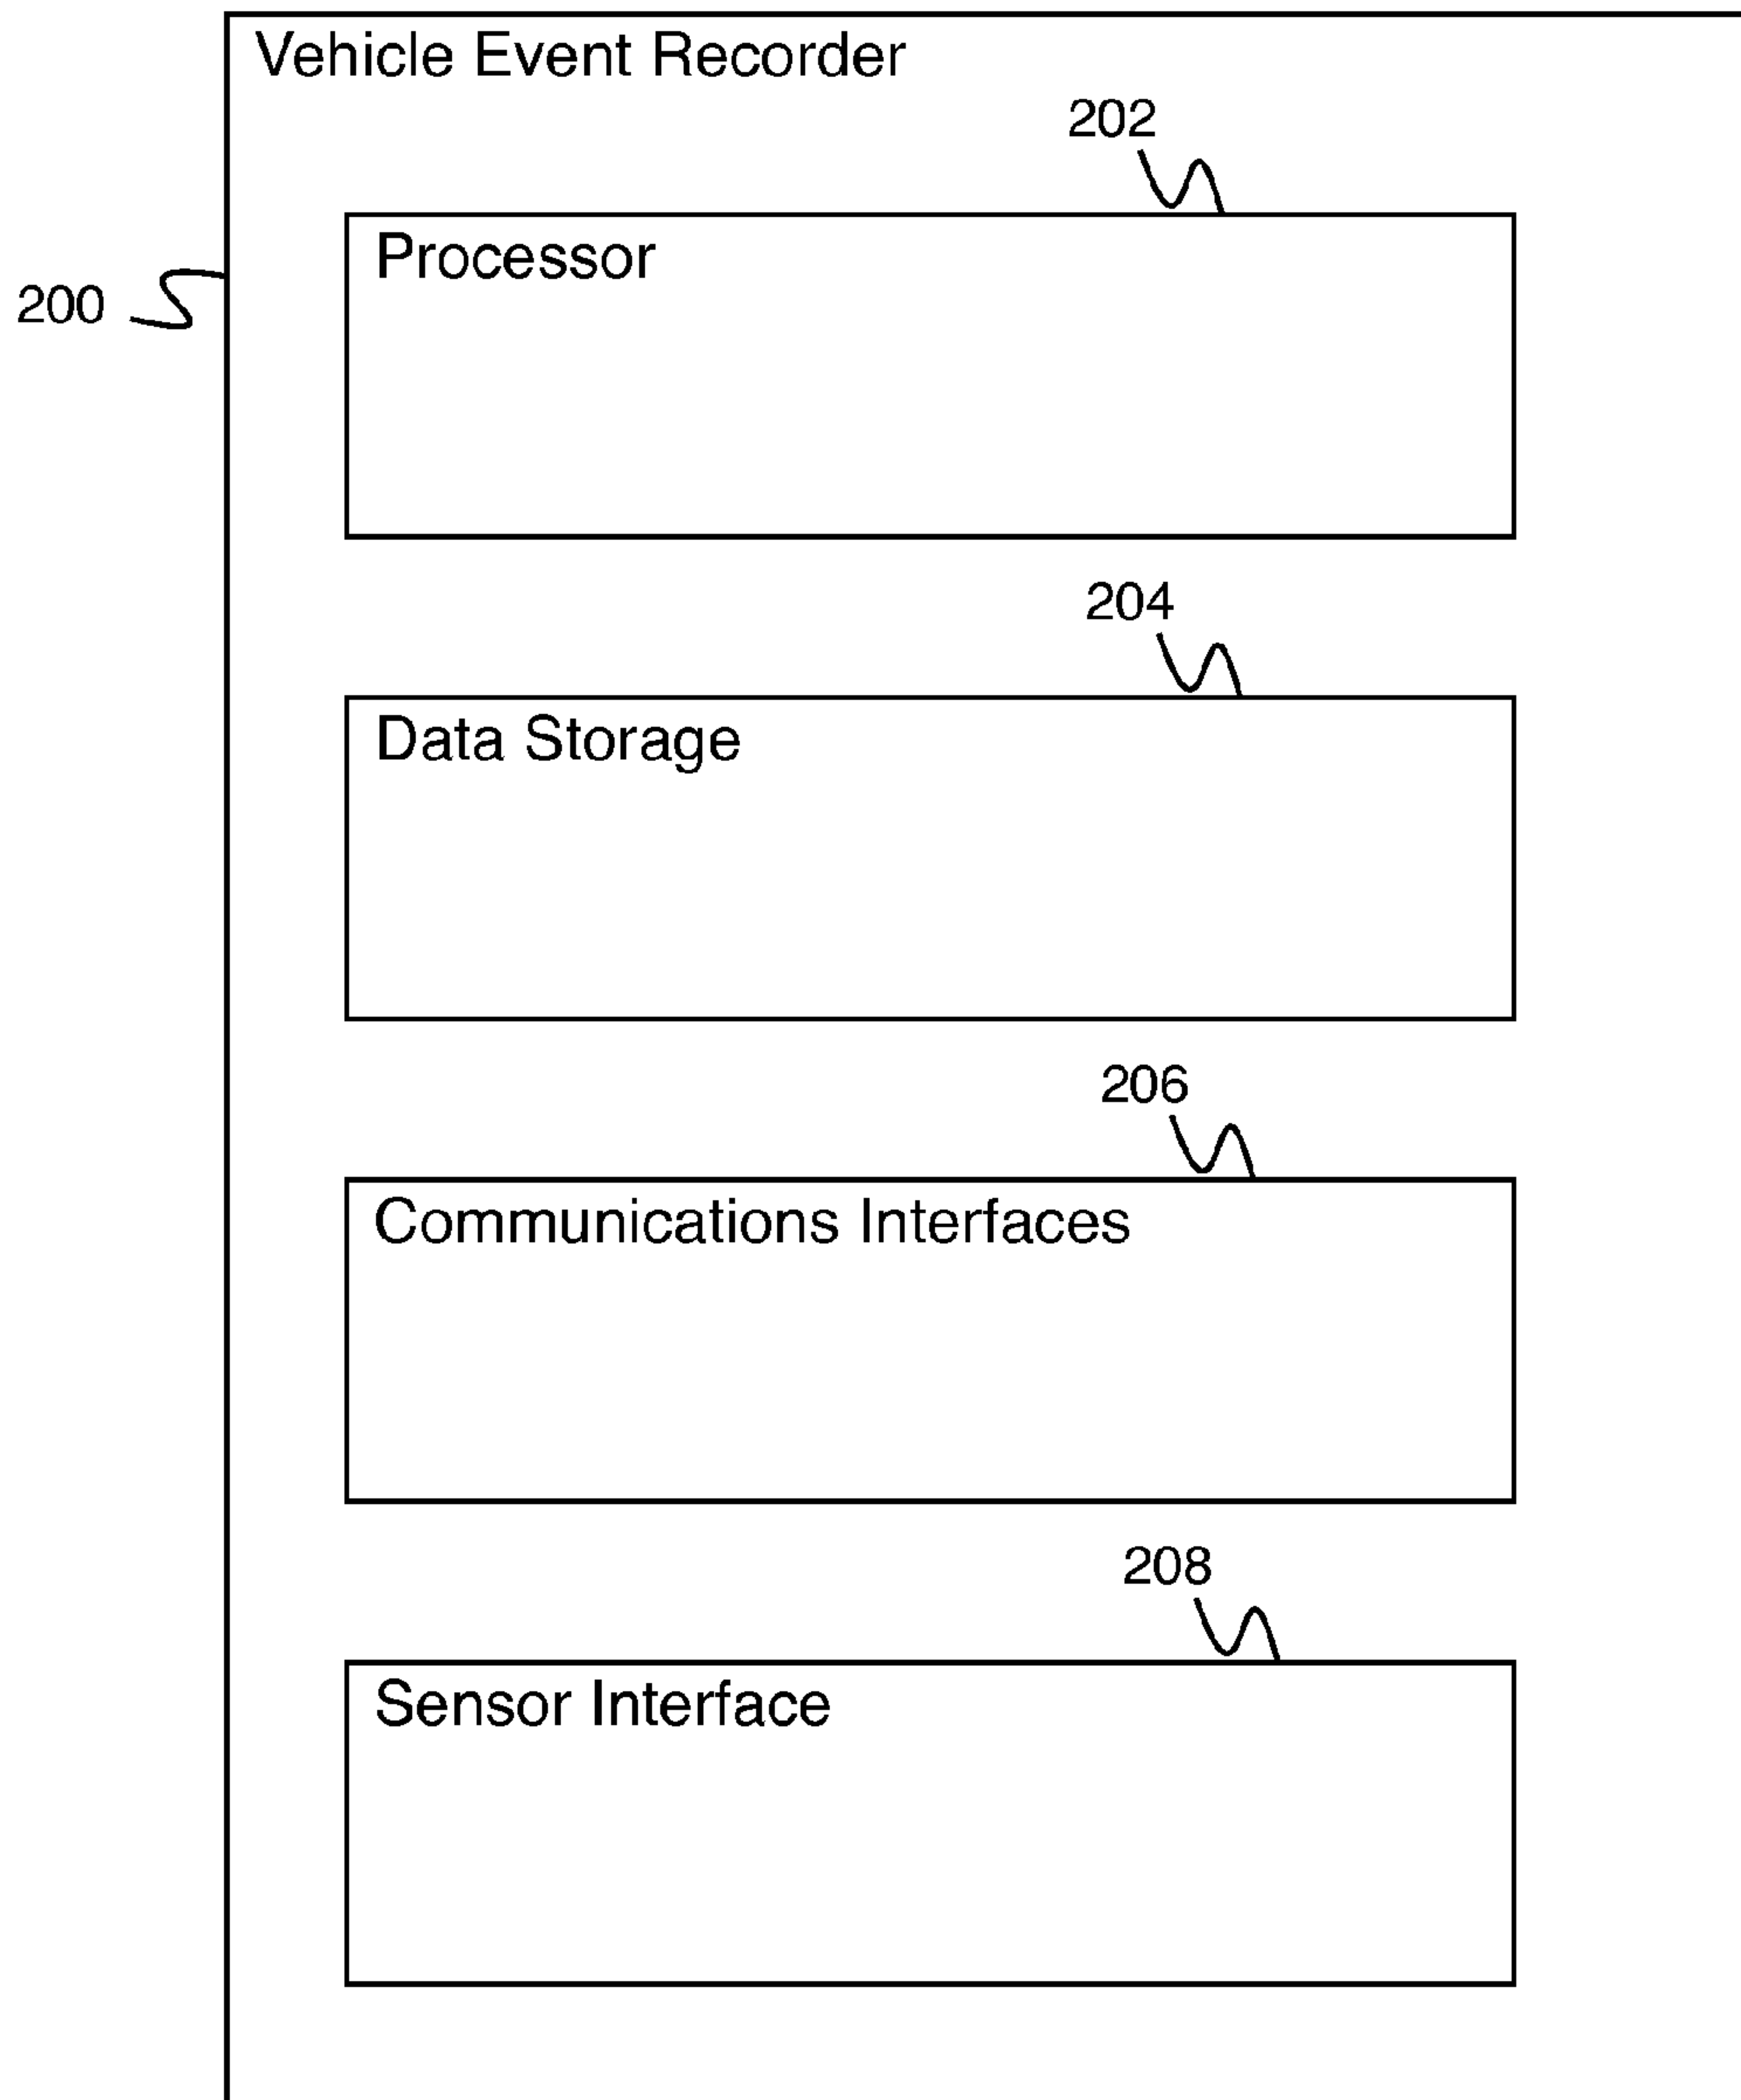 Vehicle Event Recorder
202
Processor
200
204
Data Storage
206
Communications Interfaces
208
Sensor Interface